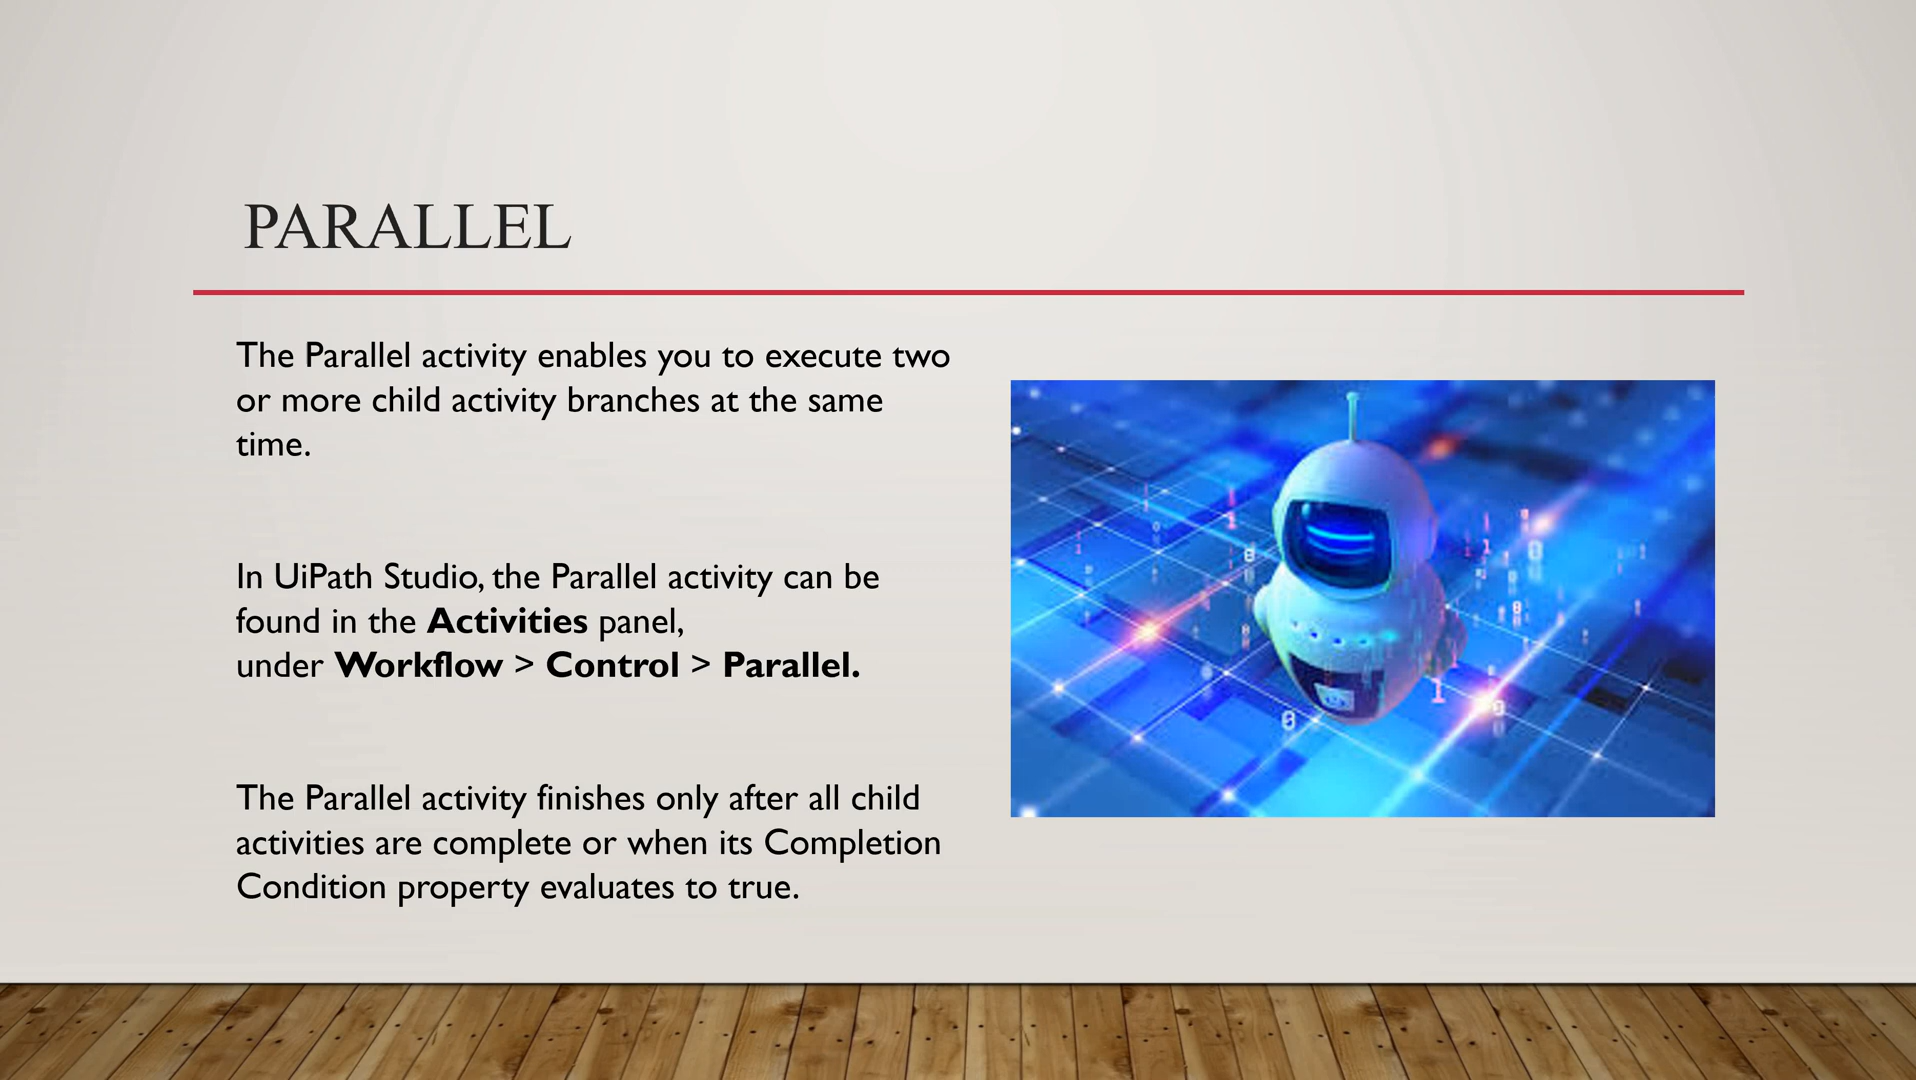 PARALLEL
The Parallel activity enables you to execute two
or more child activity branches at the same
time.
In UiPath Studio, the Parallel activity can be
found in the Activities panel,
under Workflow > Control > Parallel.
The Parallel activity finishes only after all child
activities are complete or when its Completion
Condition property evaluates to true.